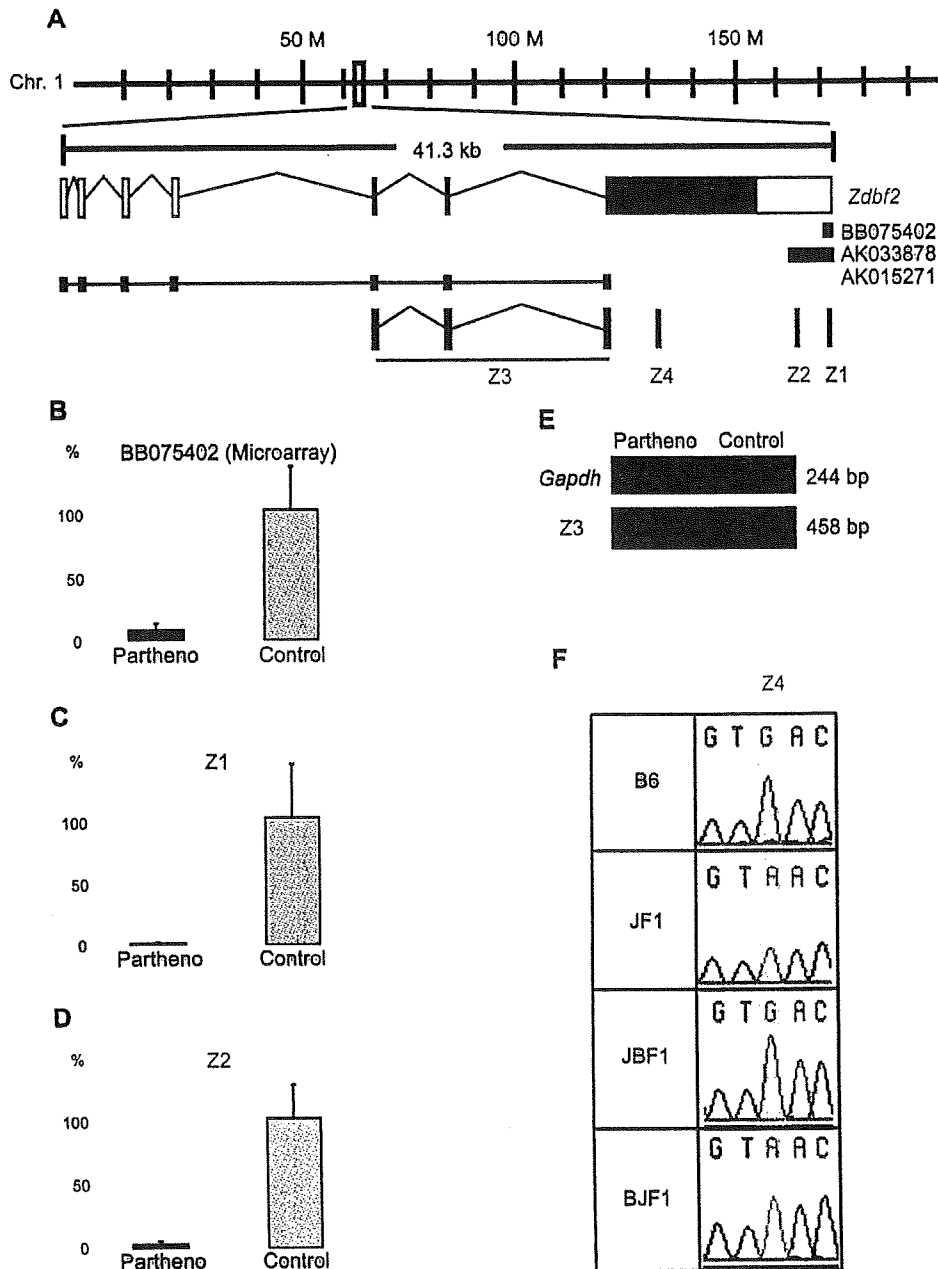 A
50 M 100 M 150 M
Chr. 1
41.3 kb
Zdbf2
BB075402
AK033878
AK015271
Z3 Z4 Z2 Z1
B
BB075402 (Microarray)
%
100
50
0
Partheno Control
C
Z1
%
100
50
0
Partheno Control
D
Z2
%
100
50
0
Partheno Control
E
Partheno Control
Gapdh 244 bp
Z3 458 bp
F
Z4
B6
G T G A C
JF1
G T A A C
JBF1
G T G A C
BJF1
G T A A C